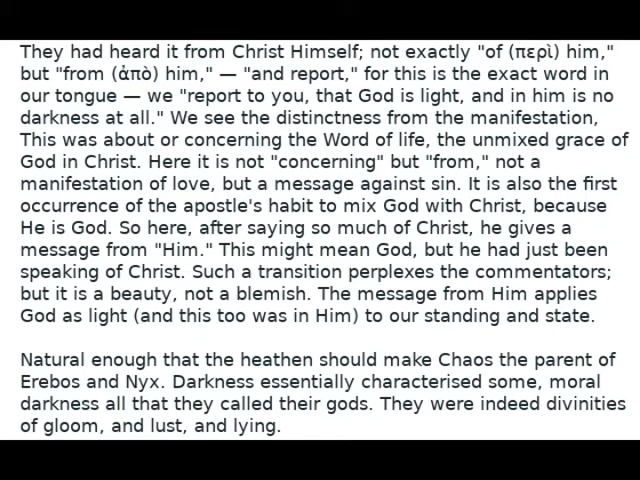 They had heard it from Christ Himself; not exactly "of (περὶ) him,"
but "from (ἀπὸ) him," — "and report," for this is the exact word in
our tongue — we "report to you, that God is light, and in him is no
darkness at all." We see the distinctness from the manifestation,
This was about or concerning the Word of life, the unmixed grace of
God in Christ. Here it is not "concerning" but "from," not a
manifestation of love, but a message against sin. It is also the first
occurrence of the apostle's habit to mix God with Christ, because
He is God. So here, after saying so much of Christ, he gives a
message from "Him." This might mean God, but he had just been
speaking of Christ. Such a transition perplexes the commentators;
but it is a beauty, not a blemish. The message from Him applies
God as light (and this too was in Him) to our standing and state.
Natural enough that the heathen should make Chaos the parent of
Erebos and Nyx. Darkness essentially characterised some, moral
darkness all that they called their gods. They were indeed divinities
of gloom, and lust, and lying.